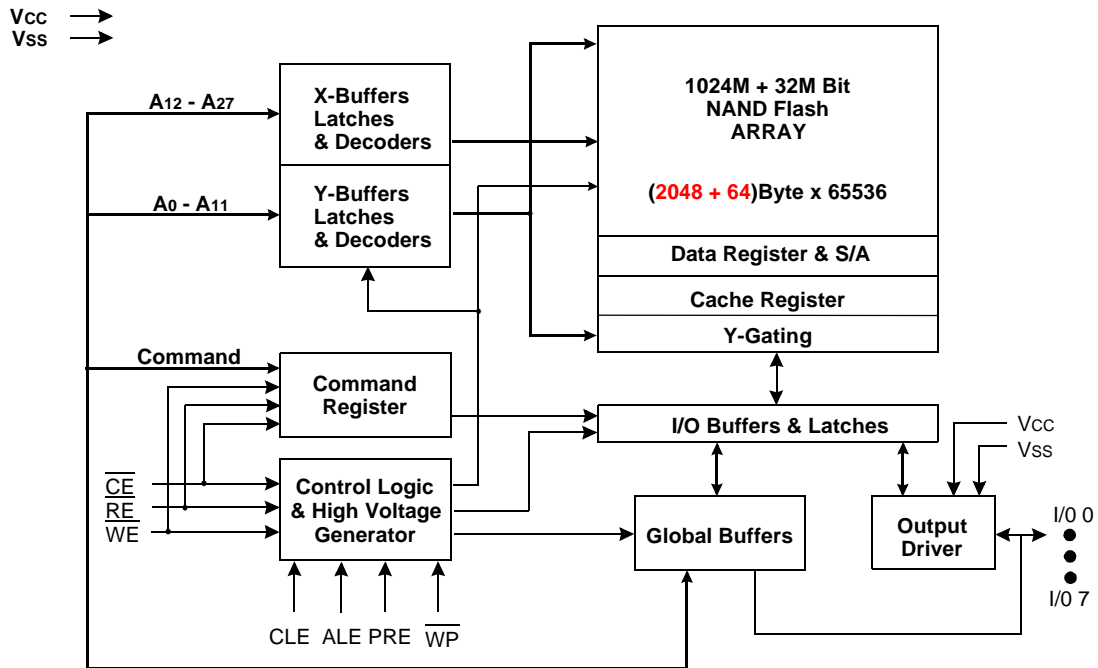 VCC
VSS
A12 - A27
X-Buffers
Latches
& Decoders
A0 - A11
Y-Buffers
Latches
& Decoders
1024M + 32M Bit
NAND Flash
ARRAY
(2048 + 64)Byte x 65536
Data Register & S/A
Cache Register
Y-Gating
Command
Command
Register
I/O Buffers & Latches
VCC
VSS
CE
RE
WE
Control Logic
& High Voltage
Generator
Global Buffers
Output
Driver
I/0 0
I/0 7
CLE ALE PRE WP